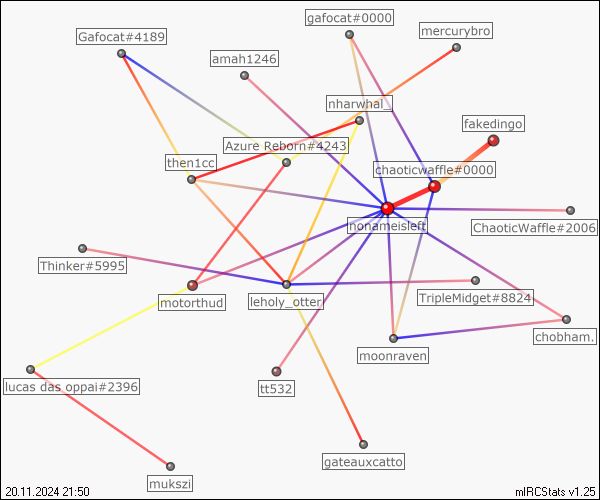 gafocat#0000
mercurybro
Gafocat#4189
amah1246
nharwhal_
fakedingo
Azure Reborn#4243
then1cc
chaoticwaffle#0000
nonameisleft
ChaoticWaffle#2006
Thinker#5995
motorthud
leholy_otter
TripleMidget#8824
chobham.
moonraven
lucas das oppai#2396
tt532
gateauxcatto
mukszi
20.11.2024 21:50
mIRCStats v1.25